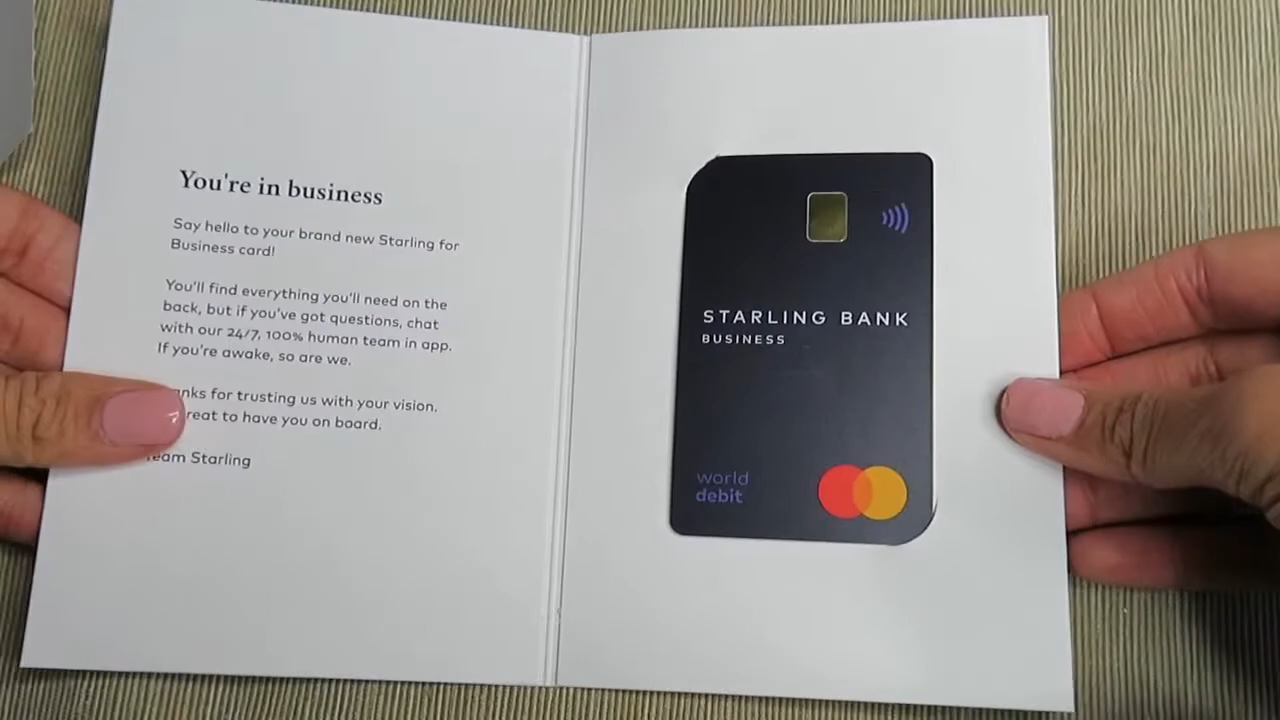 You're in business
Say hello to your brand new Starling for
Business card!
You'll find everything you'll need on the
back, but if you've got questions, chat
with our 24/7, 100% human team in app.
If you're awake, so are we.
anks for trusting us with your vision.
reat to have you on board.
eam Starling
STARLING BANK
BUSINESS
world
debit